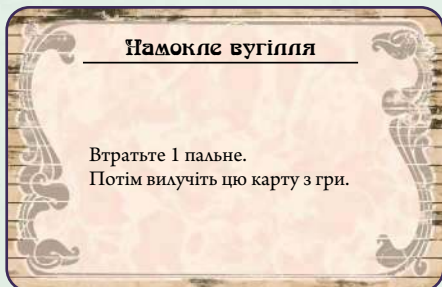 Намокле вугілля
Втратьте 1 пальне.
Потім вилучіть цю карту з гри.